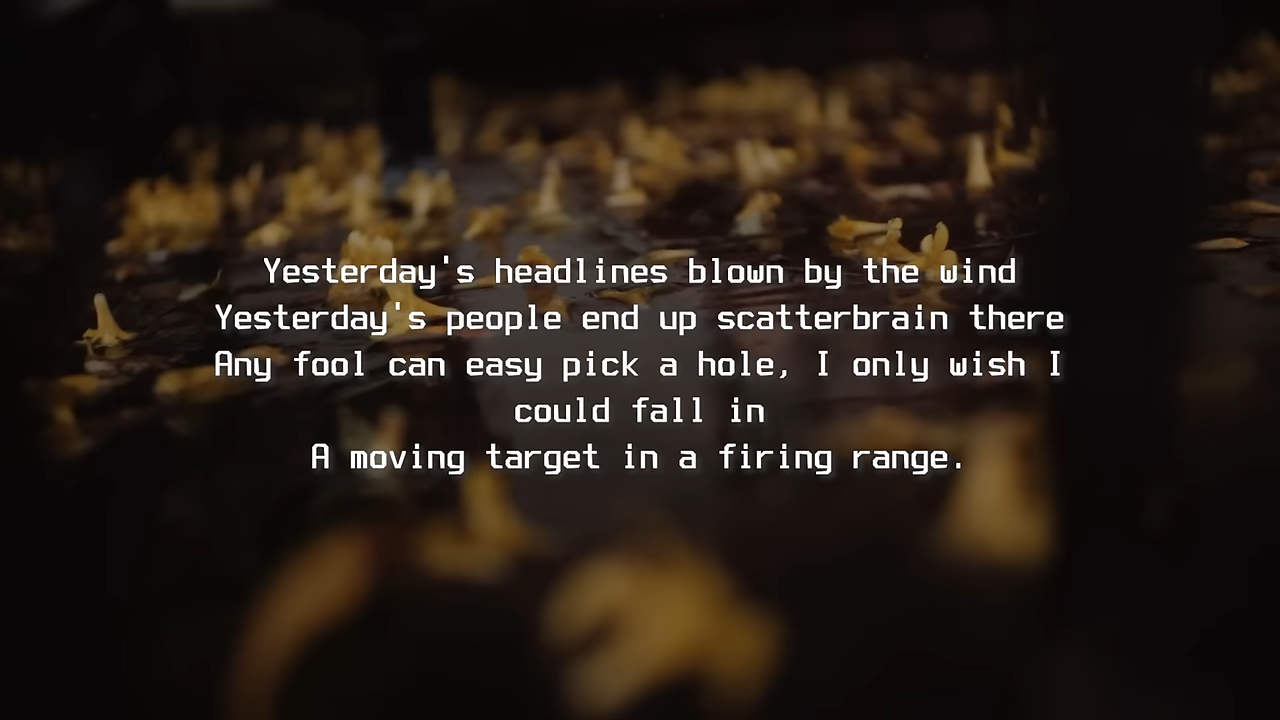 Yesterday's headlines blown by the wind
Yesterday's people end up scatterbrain there
Any fool can easy pick a hole, I only wish I
could fall in
A moving target in a firing range.